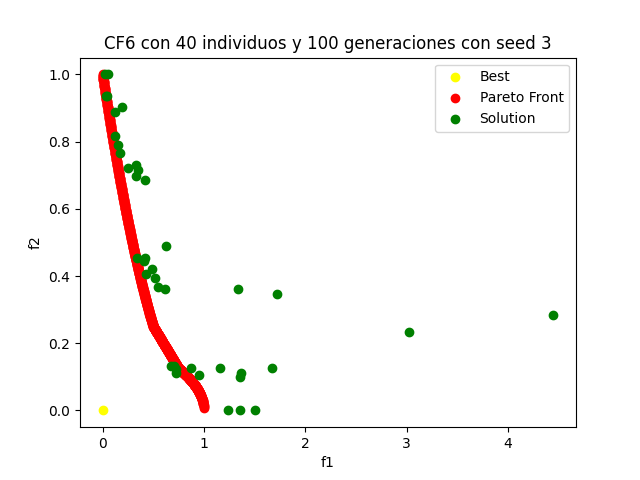 CF6 con 40 individuos y 100 generaciones con seed 3
Best
Pareto Front
Solution
1.0
0.8
0.6
0.4
0.2
0.0
f2
0 1 2 3 4
f1